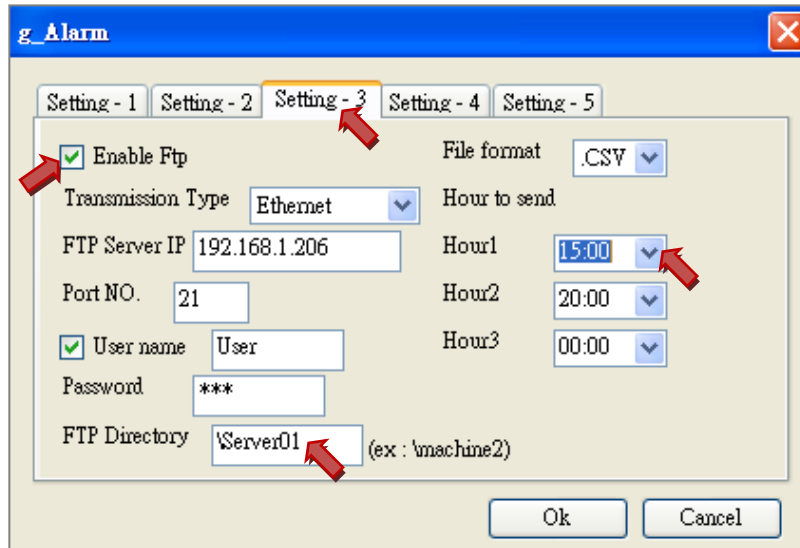 g_Alarm
Setting - 1 Setting - 2 Setting - 3 Setting - 4 Setting - 5
Enable Ftp File format .CSV
Transmission Type Ethernet Hour to send
FTP Server IP 192.168.1.206 Hour1 15:00
Port NO. 21 Hour2 20:00
User name User Hour3 00:00
Password ***
FTP Directory \Server01 (ex : \machine2)
Ok Cancel